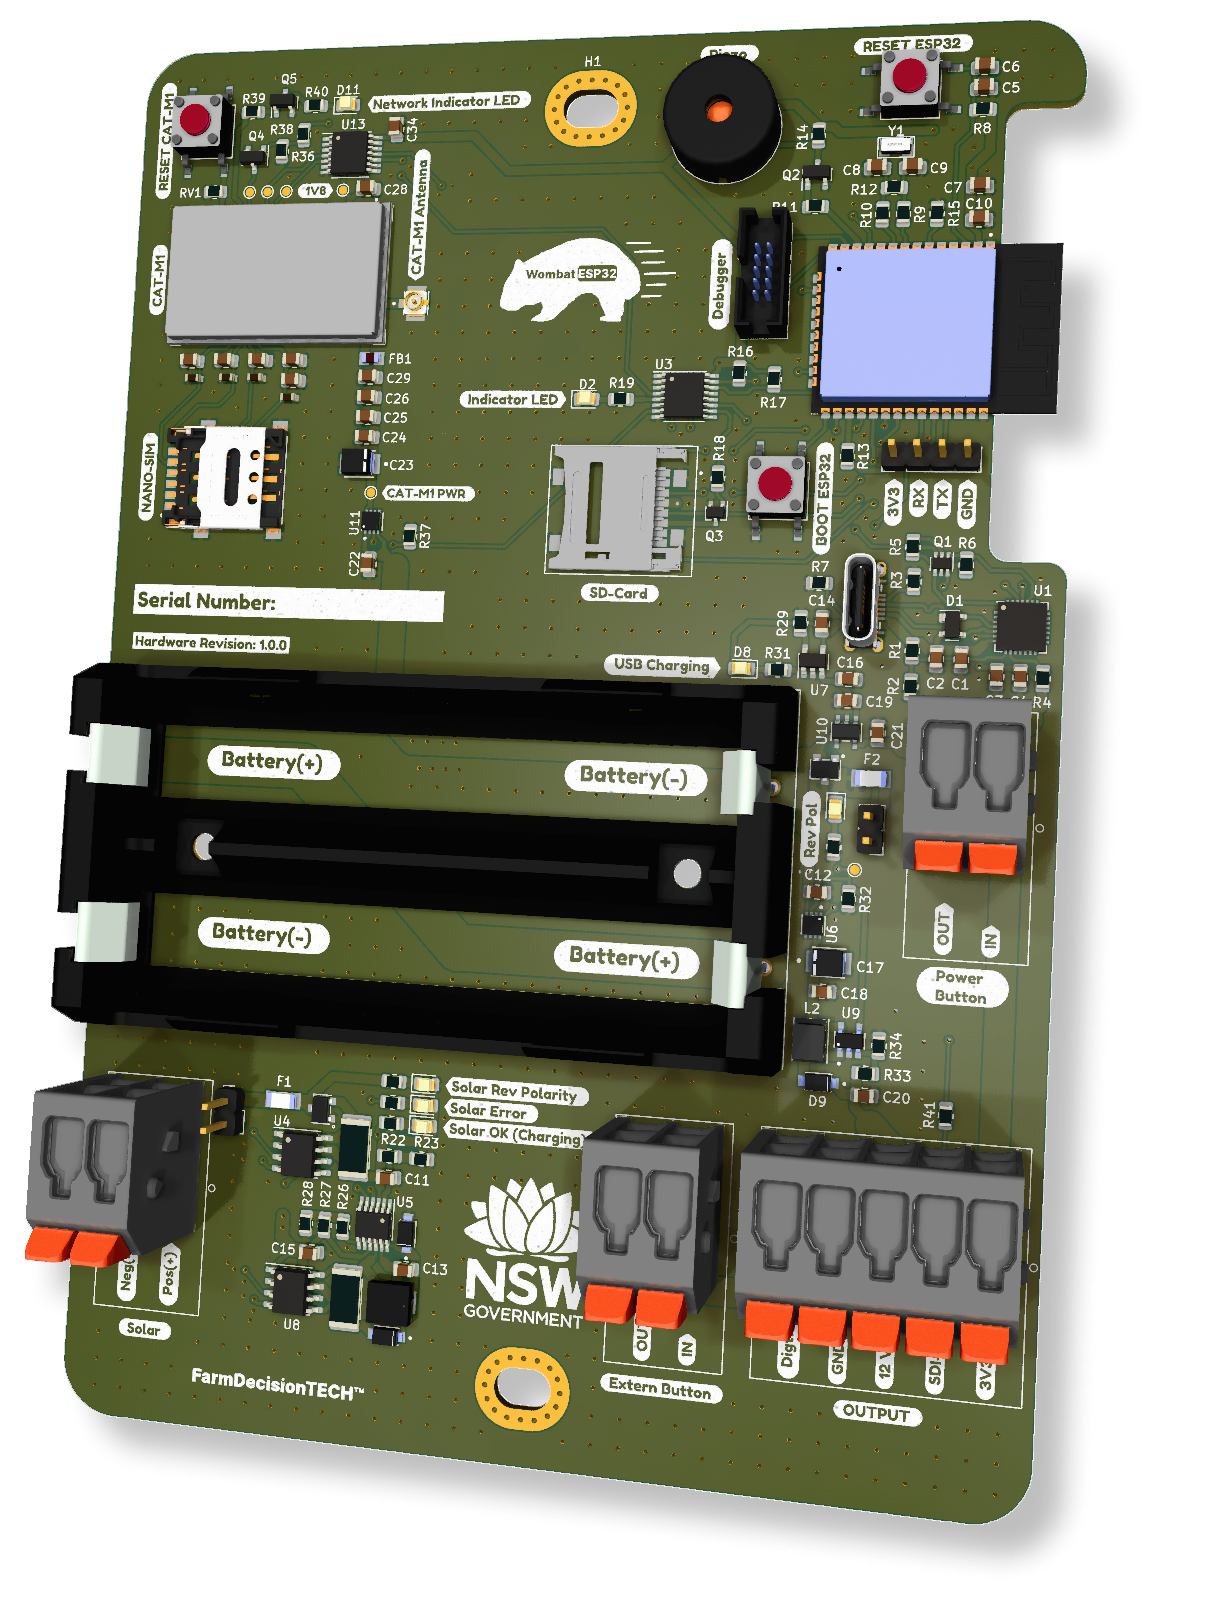 H1
Piezo
RESET ESP32
C6
C5
R8
Q5
R40
D11
Network Indicator LED
R39
RESET CAT-M1
R38
U13
C34
Q4
R36
RV1
1V8
C28
CAT-M1 Antenna
R14
Y1
C8
C9
Q2
R12
C7
R11
R10
R9
R15
C10
CAT-M1
Wombat ESP32
Debugger
FB1
C29
C26
C25
C24
C23
CAT-M1 PWR
NANO-SIM
U11
R37
C22
U3
R16
R17
Indicator LED
D2
R19
R18
Q3
BOOT ESP32
R13
3V3
RX
TX
GND
SD-Card
R5
Q1
R6
R7
R3
C14
D1
U1
R29
Serial Number:
Hardware Revision: 1.0.0
USB Charging
D8
R31
U7
C16
R1
C2
C1
R4
R2
C19
U10
C21
F2
Battery(+)
Battery(-)
Rev Pol
C12
R32
U6
Battery(-)
Battery(+)
C17
C18
OUT
IN
Power
Button
L2
U9
R34
R33
D9
C20
R41
F1
U4
Solar Rev Polarity
Solar Error
Solar OK (Charging)
R22
R23
C11
R28
R27
R26
U5
C15
C13
U8
Neg(
Pos(+)
Solar
NSW
GOVERNMENT
FarmDecisionTECH™
OU
IN
Extern Button
Dig
GND
12 V
SDI
3V3
OUTPUT